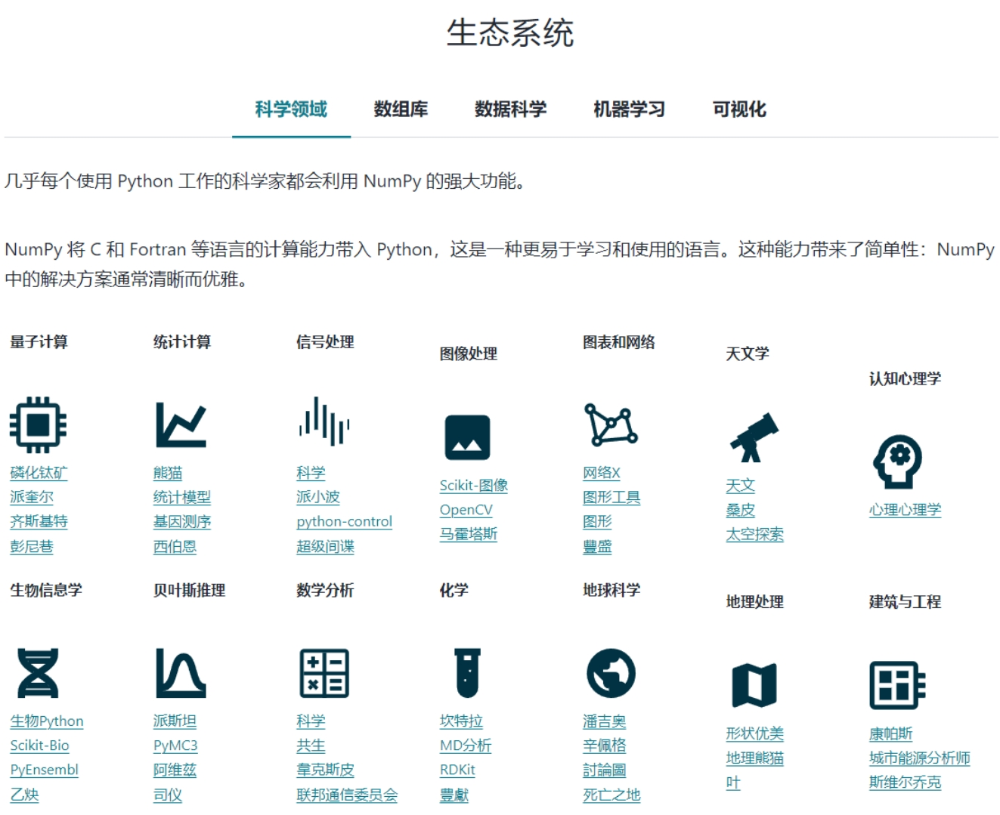 生态系统
科学领域
数组库
数据科学
机器学习
可视化
几乎每个使用 Python 工作的科学家都会利用 NumPy 的强大功能。
NumPy 将 C 和 Fortran 等语言的计算能力带入 Python，这是一种更易于学习和使用的语言。这种能力带来了简单性：NumPy
中的解决方案通常清晰而优雅。
量子计算
磷化钛矿
派奎尔
齐斯基特
彭尼巷
统计计算
熊猫
统计模型
基因测序
西伯恩
信号处理
科学
派小波
python-control
超级间谍
图像处理
Scikit-图像
OpenCV
马霍塔斯
图表和网络
网络X
图形工具
图形
豐盛
天文学
天文
桑皮
太空探索
认知心理学
心理心理学
生物信息学
生物Python
Scikit-Bio
PyEnsembl
乙炔
贝叶斯推理
派斯坦
PyMC3
阿维兹
司仪
数学分析
科学
共生
韋克斯皮
联邦通信委员会
化学
坎特拉
MD分析
RDKit
豐獻
地球科学
潘吉奥
辛佩格
討論圖
死亡之地
地理处理
形状优美
地理熊猫
叶
建筑与工程
康帕斯
城市能源分析师
斯维尔乔克